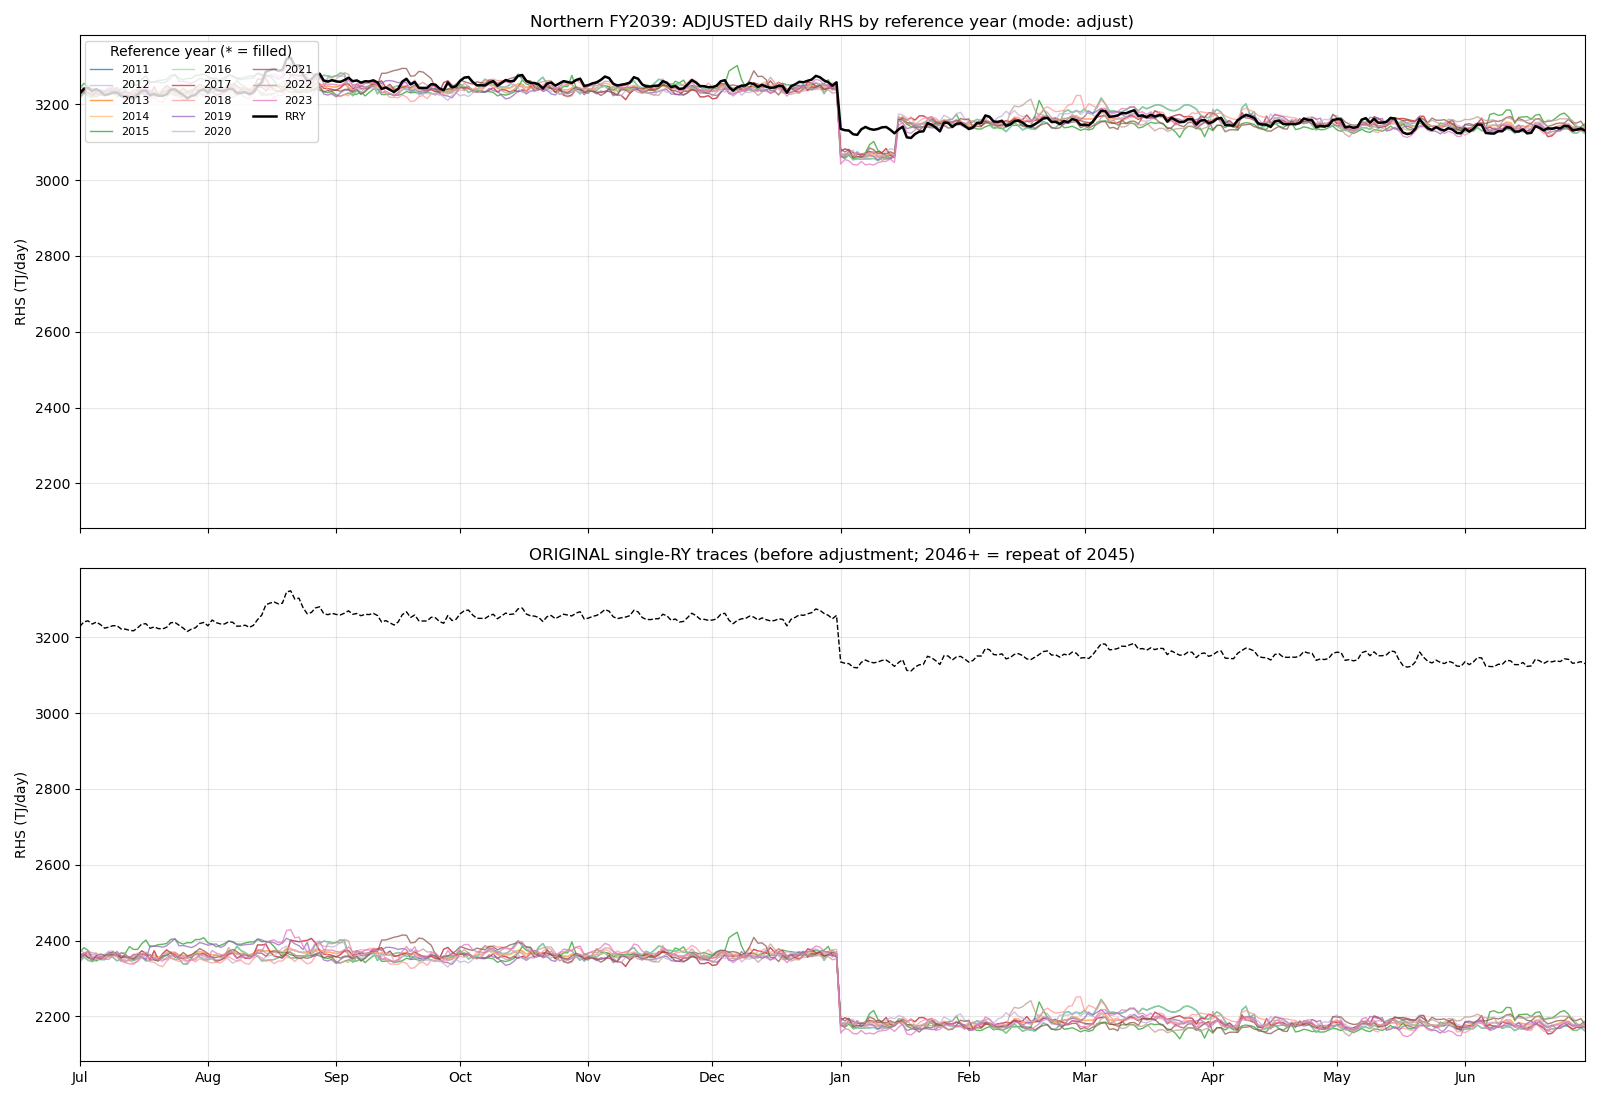 Northern FY2039: ADJUSTED daily RHS by reference year (mode: adjust)
Reference year (* = filled)
2011 2016 2021
2012 2017 2022
2013 2018 2023
2014 2019 RRY
2015 2020
RHS (TJ/day)
3200
3000
2800
2600
2400
2200
ORIGINAL single-RY traces (before adjustment; 2046+ = repeat of 2045)
RHS (TJ/day)
3200
3000
2800
2600
2400
2200
Jul Aug Sep Oct Nov Dec Jan Feb Mar Apr May Jun